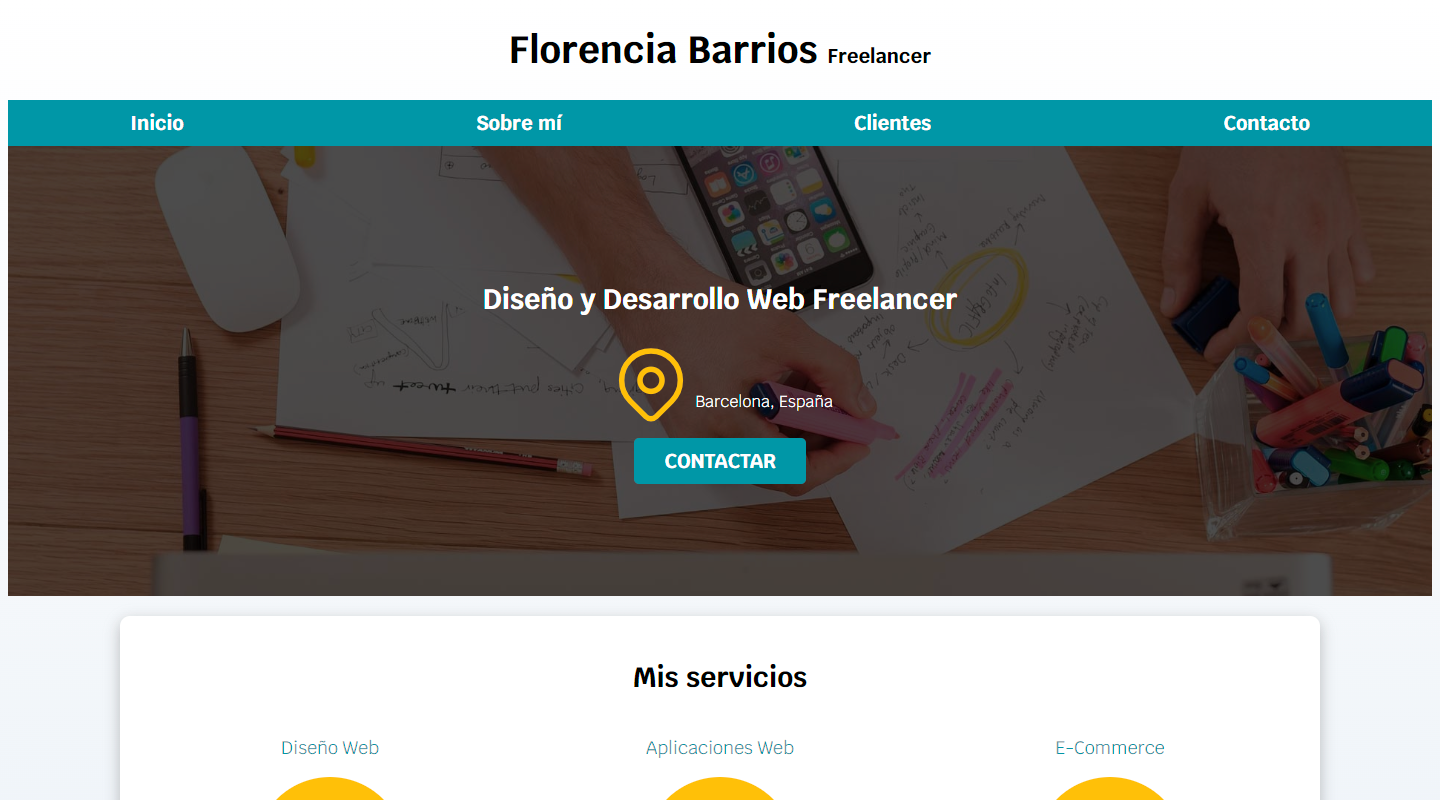 Florencia Barrios Freelancer
Inicio Sobre mí Clientes Contacto
Diseño y Desarrollo Web Freelancer
Barcelona, España
CONTACTAR
Mis servicios
Diseño Web Aplicaciones Web E-Commerce